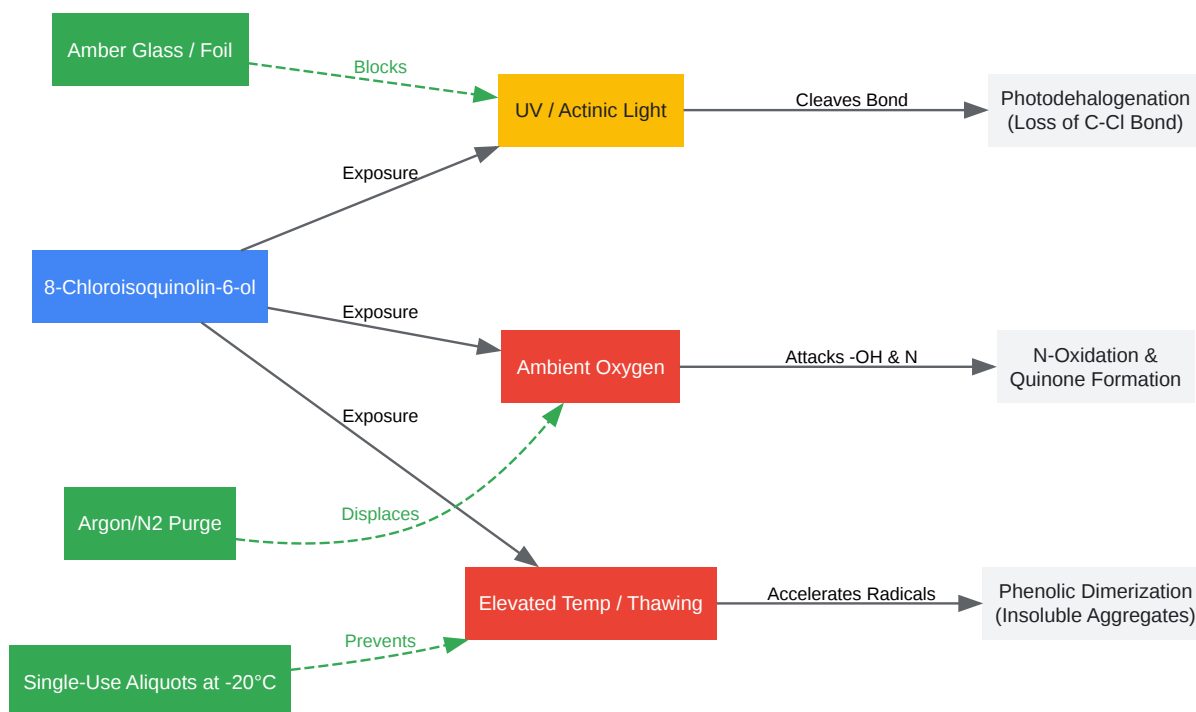 Amber Glass / Foil
Blocks
UV / Actinic Light
Cleaves Bond
Photodehalogenation
(Loss of C-Cl Bond)
Exposure
8-Chloroisoquinolin-6-ol
Exposure
Ambient Oxygen
Attacks -OH & N
N-Oxidation &
Quinone Formation
Exposure
Argon/N2 Purge
Displaces
Elevated Temp / Thawing
Accelerates Radicals
Phenolic Dimerization
(Insoluble Aggregates)
Prevents
Single-Use Aliquots at -20°C